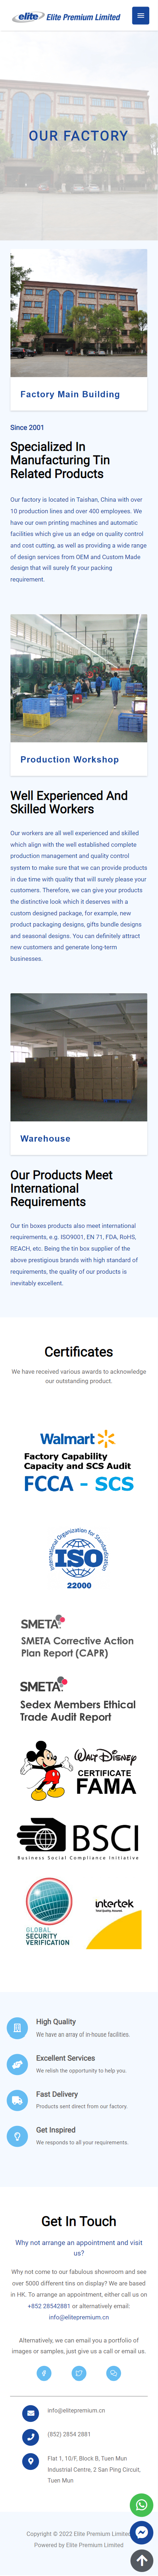 elite Elite Premium Limited
OUR FACTORY
Factory Main Building
Since 2001
Specialized In
Manufacturing Tin
Related Products
Our factory is located in Taishan, China with over
10 production lines and over 400 employees. We
have our own printing machines and automatic
facilities which give us an edge on quality control
and cost cutting, as well as providing a wide range
of design services from OEM and Custom Made
design that will surely fit your packing
requirement.
Production Workshop
Well Experienced And
Skilled Workers
Our workers are all well experienced and skilled
which align with the well established complete
production management and quality control
system to make sure that we can provide products
in due time with quality that will surely please your
customers. Therefore, we can give your products
the distinctive look which it deserves with a
custom designed package, for example, new
product packaging designs, gifts bundle designs
and seasonal designs. You can definitely attract
new customers and generate long-term
businesses.
Warehouse
Our Products Meet
International
Requirements
Our tin boxes products also meet international
requirements, e.g. ISO9001, EN 71, FDA, RoHS,
REACH, etc. Being the tin box supplier of the
above prestigious brands with high standard of
requirements, the quality of our products is
inevitably excellent.
Certificates
We have received various awards to acknowledge
our outstanding product.
Walmart
Factory Capability
Capacity and SCS Audit
FCCA - SCS
International Organization for Standardization
ISO
22000
SMETA
SMETA Corrective Action
Plan Report (CAPR)
SMETA
Sedex Members Ethical
Trade Audit Report
WALT DISNEY
CERTIFICATE
FAMA
BSCI
Business Social Compliance Initiative
GLOBAL
SECURITY
VERIFICATION
intertek
Total Quality. Assured.
High Quality
We have an array of in-house facilities.
Excellent Services
We relish the opportunity to help you.
Fast Delivery
Products sent direct from our factory.
Get Inspired
We responds to all your requirements.
Get In Touch
Why not arrange an appointment and visit
us?
Why not come to our fabulous showroom and see
over 5000 different tins on display? We are based
in HK. To arrange an appointment, either call us on
+852 28542881 or alternatively email:
info@elitepremium.cn
Alternatively, we can email you a portfolio of
images or samples, just give us a call or email us.
info@elitepremium.cn
(852) 2854 2881
Flat 1, 10/F, Block B, Tuen Mun
Industrial Centre, 2 San Ping Circuit,
Tuen Mun
Copyright © 2022 Elite Premium Limited
Powered by Elite Premium Limited